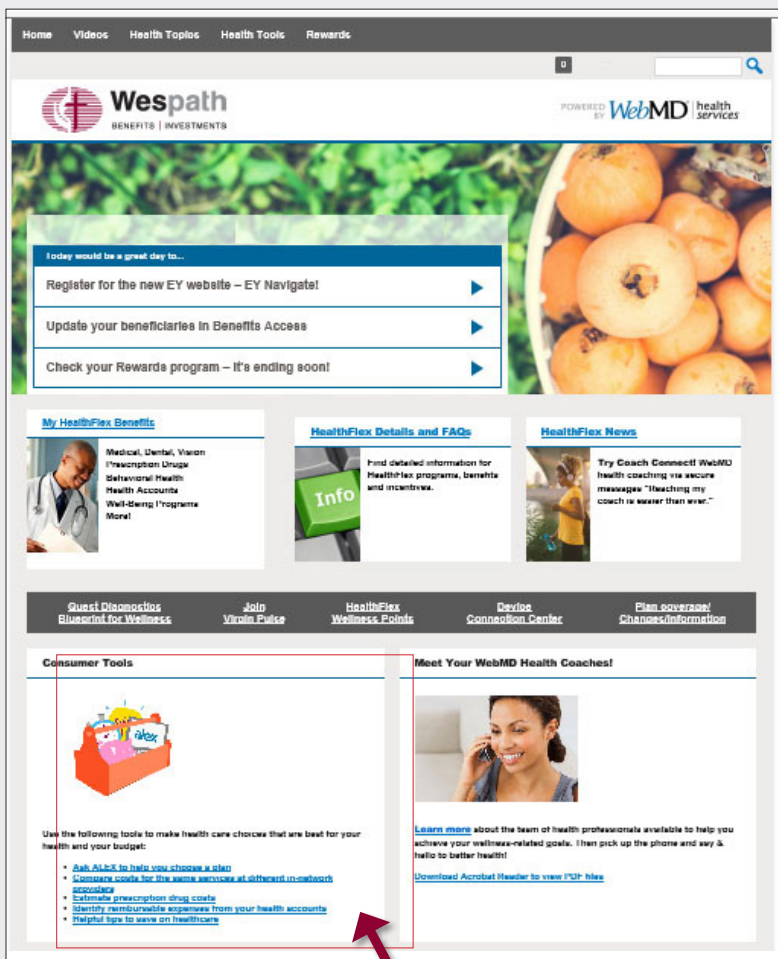 Home Videos Health Topics Health Tools Rewards
0
Wespath
BENEFITS | INVESTMENTS
POWERED BY WebMD health services
Today would be a great day to...
Register for the new EY website – EY Navigate!
Update your beneficiaries in Benefits Access
Check your Rewards program – It's ending soon!
My HealthFlex Benefits
Medical, Dental, Vision
Prescription Drugs
Behavioral Health
Health Accounts
Well-Being Programs
More!
HealthFlex Details and FAQs
Info
Find detailed information for
HealthFlex programs, benefits
and incentives.
HealthFlex News
Try Coach Connect! WebMD
health coaching via secure
messages "Reaching my
coach is easier than ever."
Quest Diagnostics
Blueprint for Wellness
Join
Virgin Pulse
HealthFlex
Wellness Points
Device
Connection Center
Plan coverage/
Changes/Information
Consumer Tools
alex
Use the following tools to make health care choices that are best for your
health and your budget:
Ask ALEX to help you choose a plan
Compare costs for the same services at different in-network
providers
Estimate prescription drug costs
Identify reimbursable expenses from your health accounts
Helpful tips to save on healthcare
Meet Your WebMD Health Coaches!
Learn more about the team of health professionals available to help you
achieve your wellness-related goals. Then pick up the phone and say &
hello to better health!
Download Acrobat Reader to view PDF files